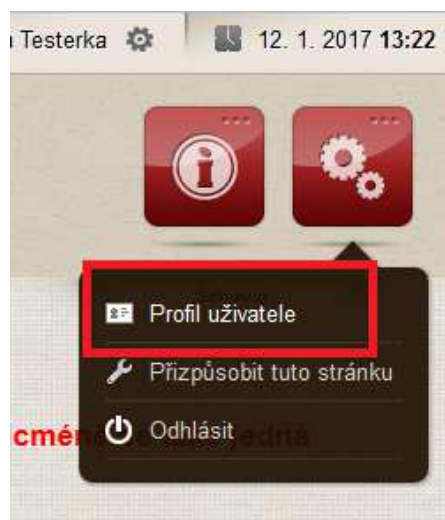 Testerka 12. 1. 2017 13:22
Profil uživatele
Přizpůsobit tuto stránku
Odhlásit